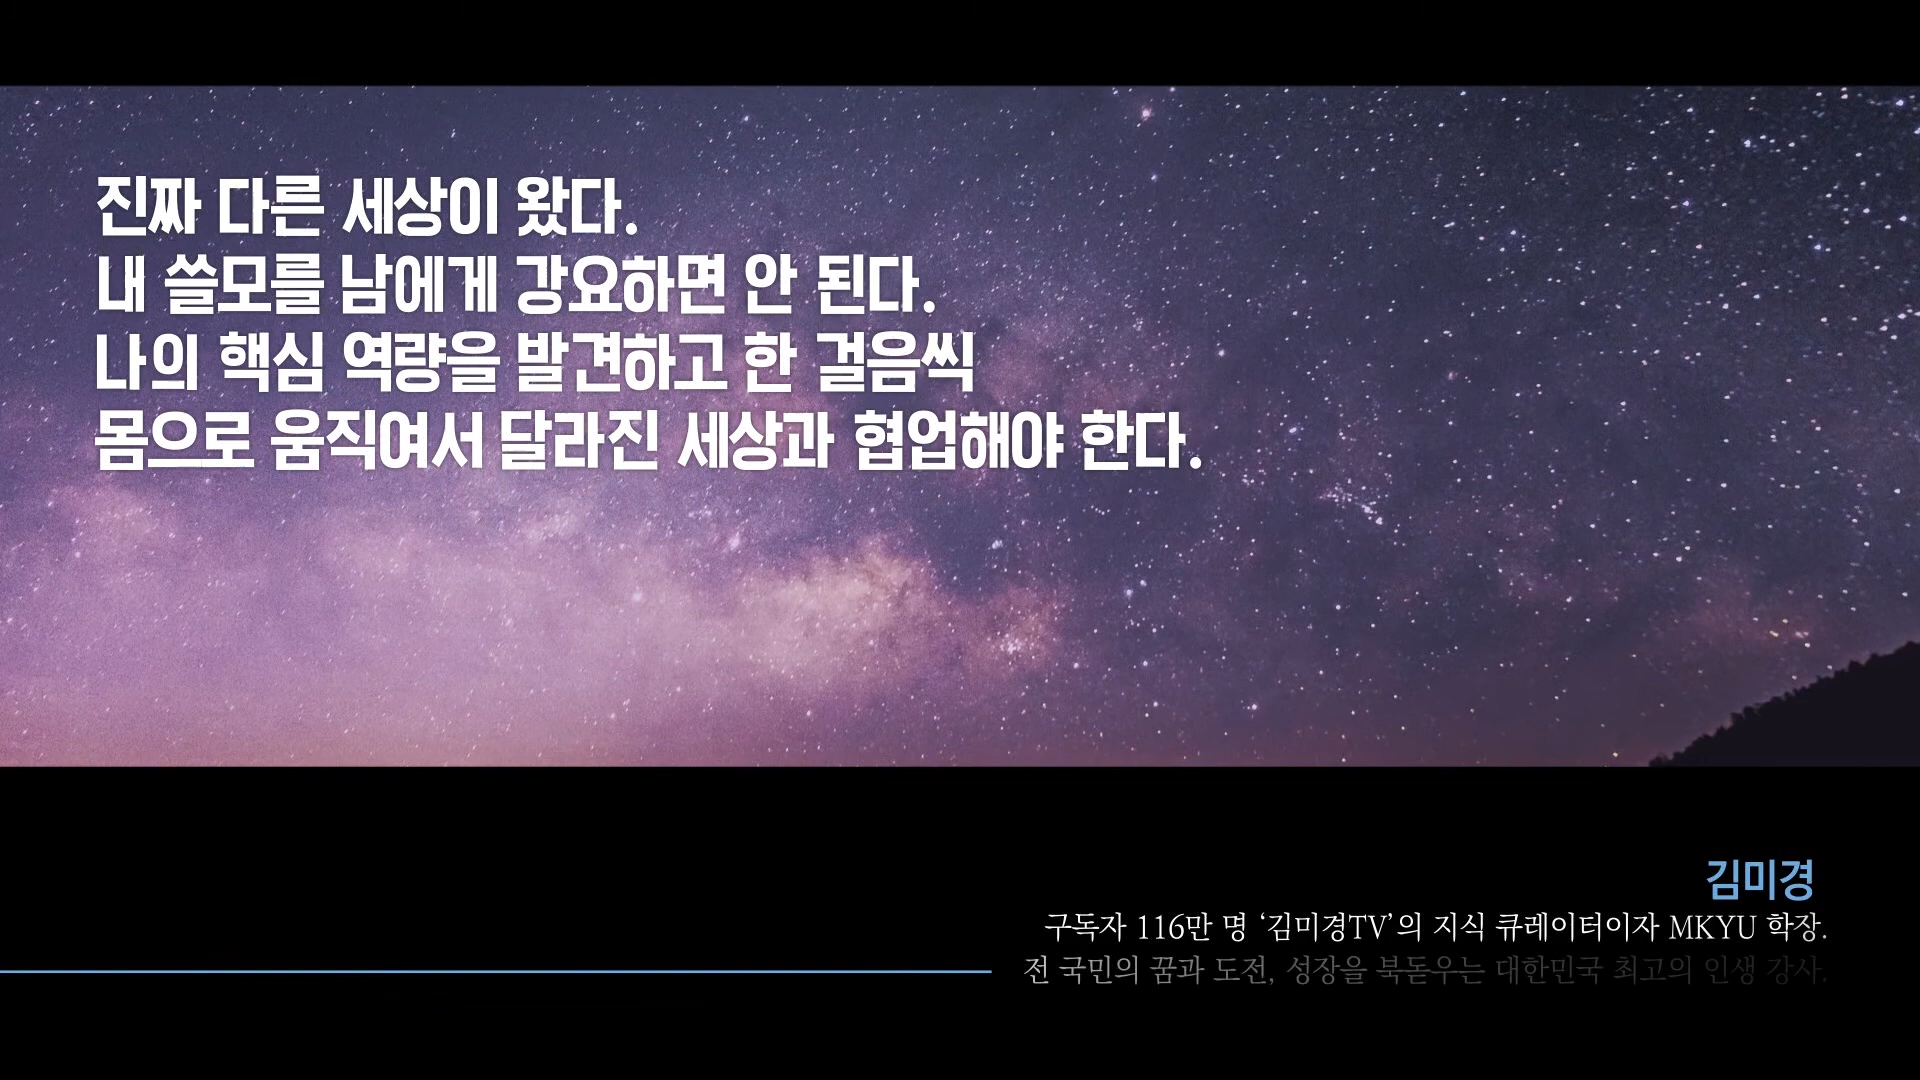 진짜 다른 세상이 왔다.
내 쓸모를 남에게 강요하면 안 된다.
나의 핵심 역량을 발견하고 한 걸음씩
몸으로 움직여서 달라진 세상과 협업해야 한다.
김미경
구독자 116만 명 ‘김미경TV’의 지식 큐레이터이자 MKYU 학장.
전 국민의 꿈과 도전, 성장을 북돋우는 대한민국 최고의 인생 강사.